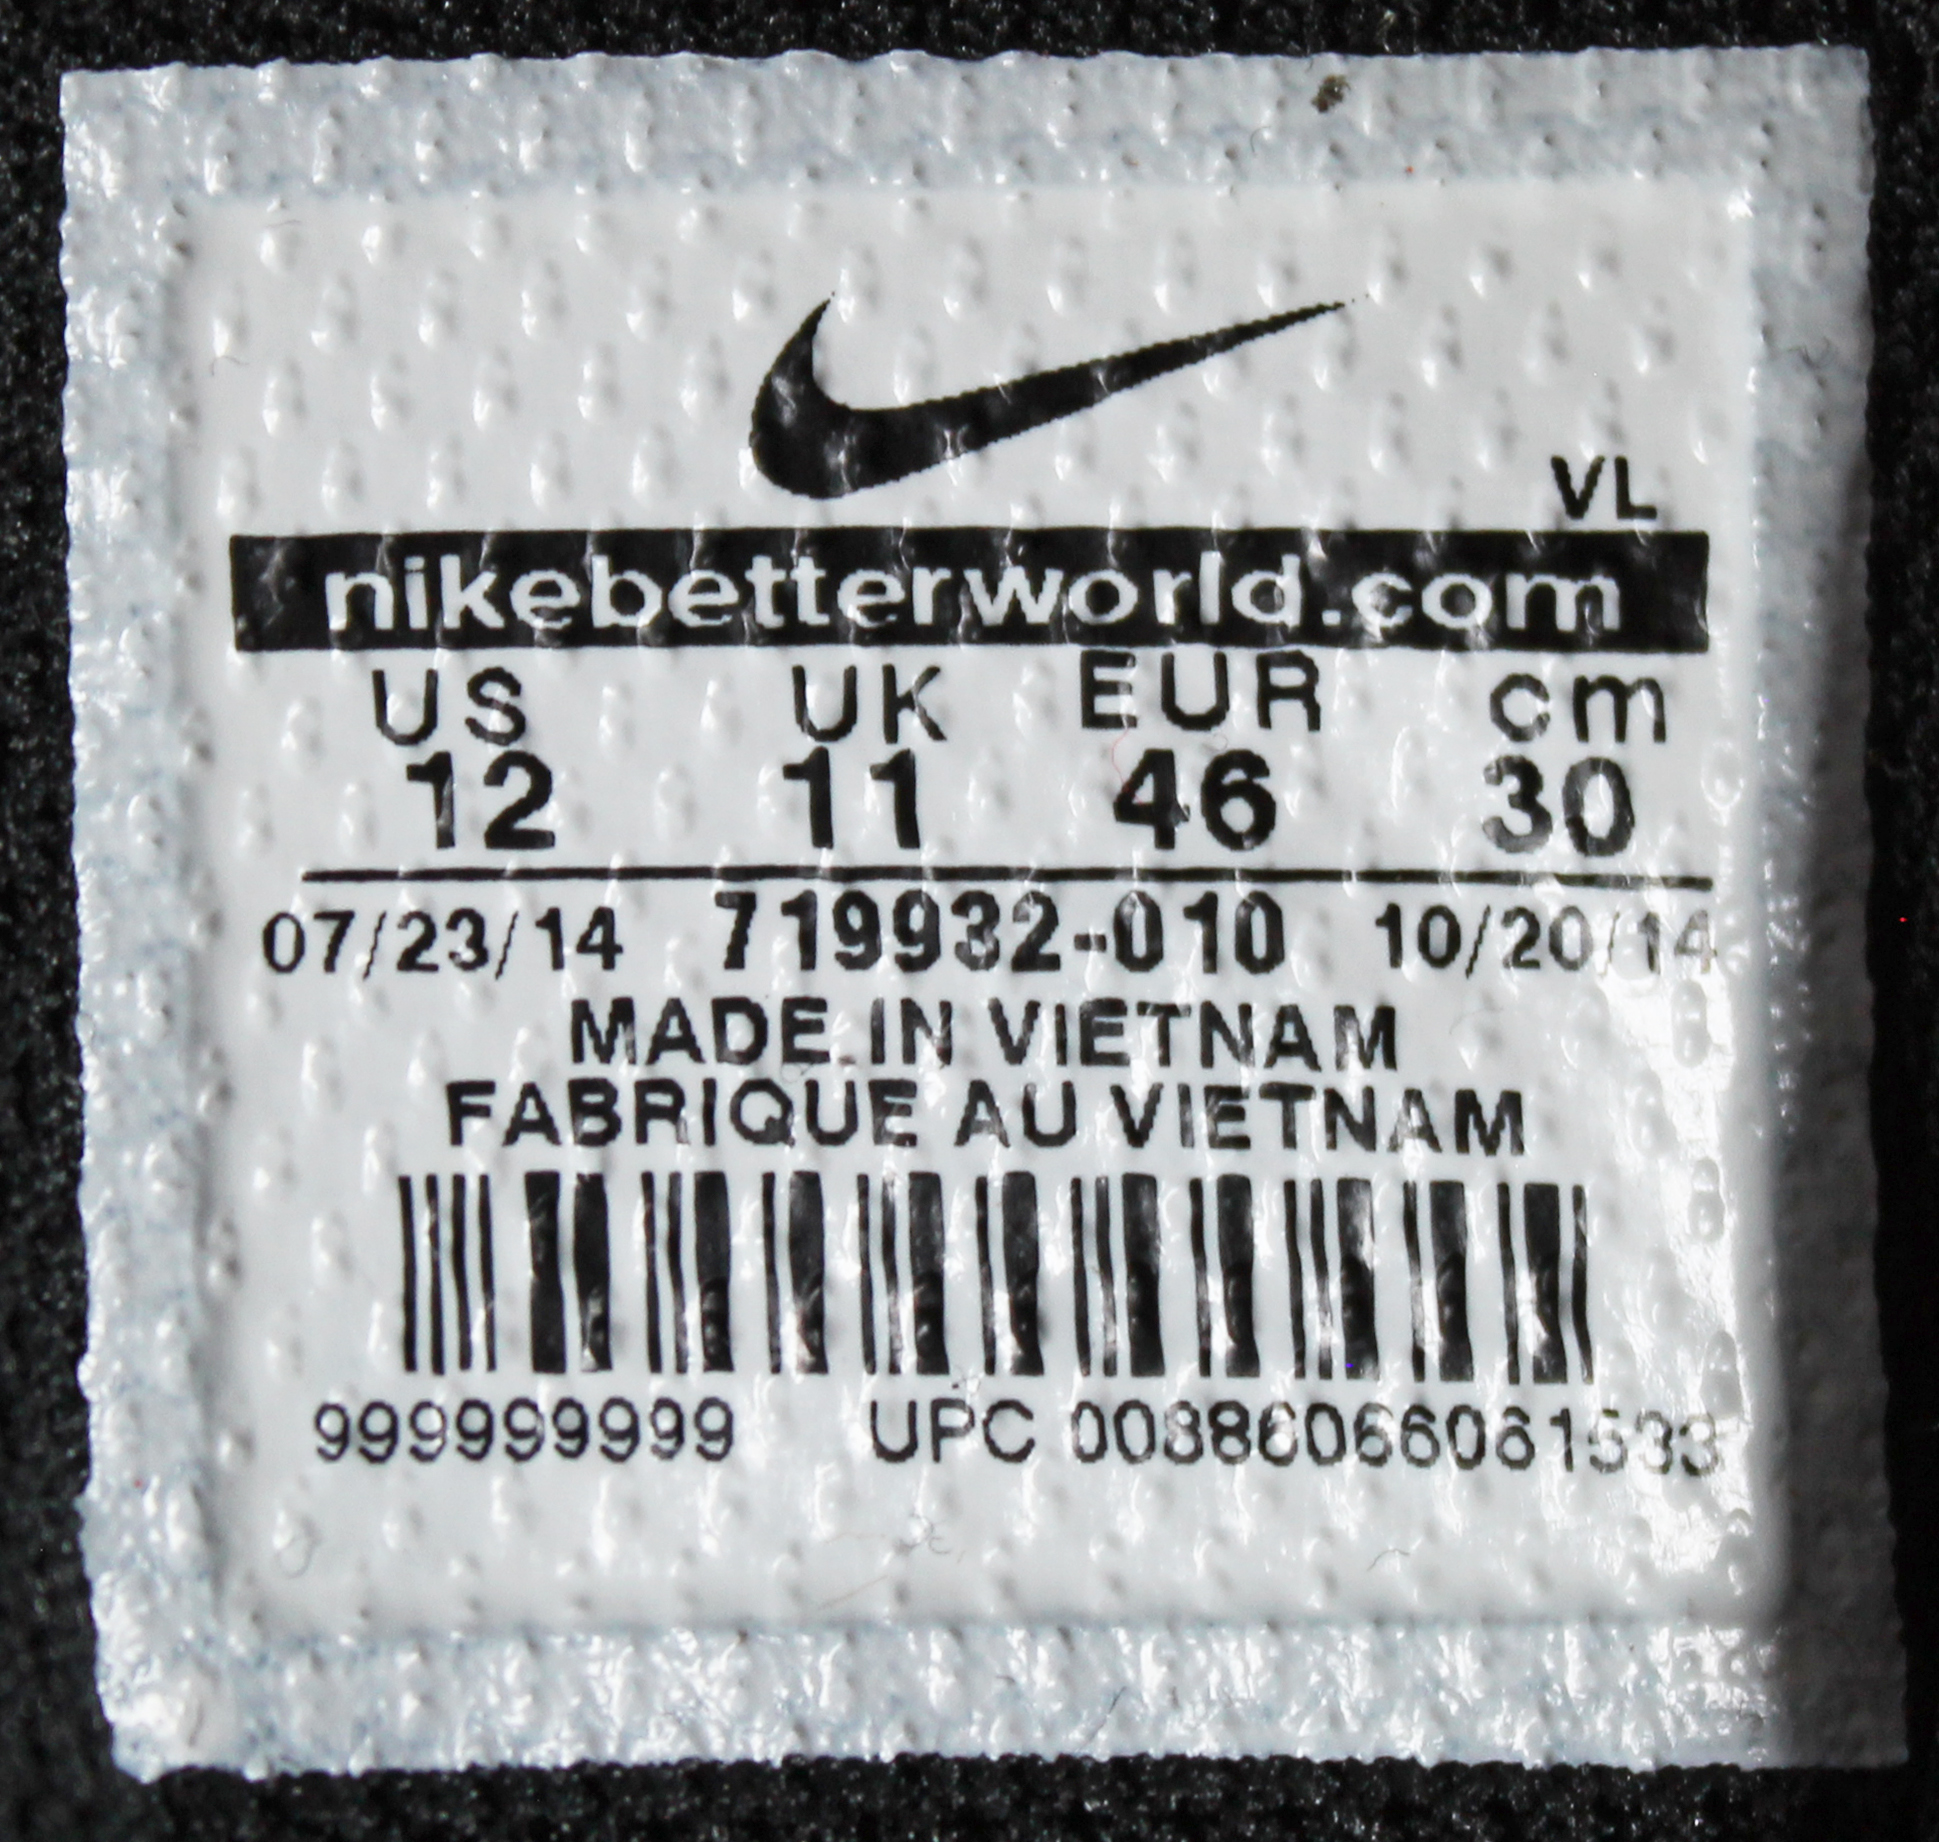 VL
nikebetterworld.com
US UK EUR cm
12 11 46 30
07/23/14 719932-010 10/20/14
MADE IN VIETNAM
FABRIQUE AU VIETNAM
999999999 UPC 00886066061533